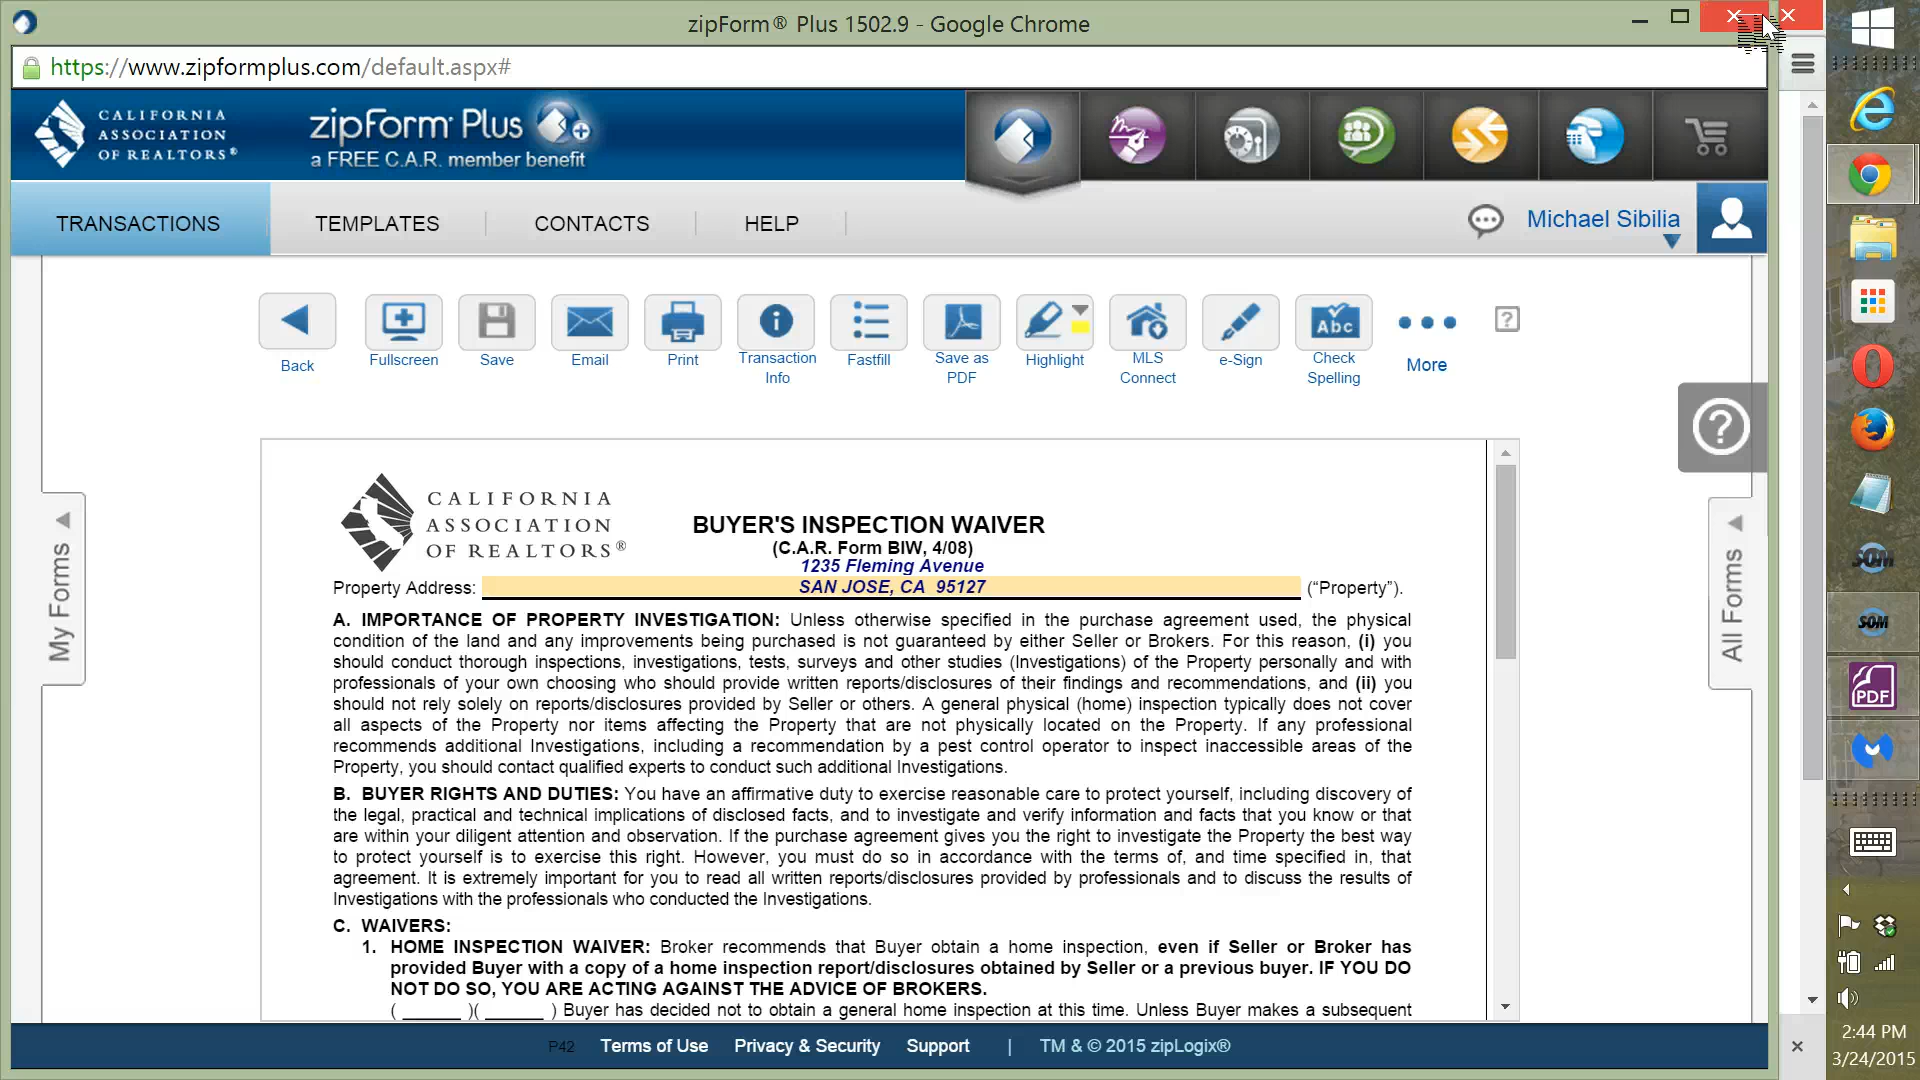 zipForm® Plus 1502.9 - Google Chrome
https://www.zipformplus.com/default.aspx#
CALIFORNIA
ASSOCIATION
OF REALTORS®
zipForm® Plus
a FREE C.A.R. member benefit
TRANSACTIONS
TEMPLATES
CONTACTS
HELP
Michael Sibilia
Back
Fullscreen
Save
Email
Print
Transaction
Info
Fastfill
Save as
PDF
Highlight
MLS
Connect
e-Sign
Abc
Check
Spelling
More
My Forms
All Forms
CALIFORNIA
ASSOCIATION
OF REALTORS®
BUYER'S INSPECTION WAIVER
(C.A.R. Form BIW, 4/08)
1235 Fleming Avenue
Property Address: SAN JOSE, CA 95127 (“Property”).
A. IMPORTANCE OF PROPERTY INVESTIGATION: Unless otherwise specified in the purchase agreement used, the physical
condition of the land and any improvements being purchased is not guaranteed by either Seller or Brokers. For this reason, (i) you
should conduct thorough inspections, investigations, tests, surveys and other studies (Investigations) of the Property personally and with
professionals of your own choosing who should provide written reports/disclosures of their findings and recommendations, and (ii) you
should not rely solely on reports/disclosures provided by Seller or others. A general physical (home) inspection typically does not cover
all aspects of the Property nor items affecting the Property that are not physically located on the Property. If any professional
recommends additional Investigations, including a recommendation by a pest control operator to inspect inaccessible areas of the
Property, you should contact qualified experts to conduct such additional Investigations.
B. BUYER RIGHTS AND DUTIES: You have an affirmative duty to exercise reasonable care to protect yourself, including discovery of
the legal, practical and technical implications of disclosed facts, and to investigate and verify information and facts that you know or that
are within your diligent attention and observation. If the purchase agreement gives you the right to investigate the Property the best way
to protect yourself is to exercise this right. However, you must do so in accordance with the terms of, and time specified in, that
agreement. It is extremely important for you to read all written reports/disclosures provided by professionals and to discuss the results of
Investigations with the professionals who conducted the Investigations.
C. WAIVERS:
1. HOME INSPECTION WAIVER: Broker recommends that Buyer obtain a home inspection, even if Seller or Broker has
provided Buyer with a copy of a home inspection report/disclosures obtained by Seller or a previous buyer. IF YOU DO
NOT DO SO, YOU ARE ACTING AGAINST THE ADVICE OF BROKERS.
( ______ )( ______ ) Buyer has decided not to obtain a general home inspection at this time. Unless Buyer makes a subsequent
P42 Terms of Use Privacy & Security Support | TM & © 2015 zipLogix®
SOM
SOM
PDF
2:44 PM
3/24/2015